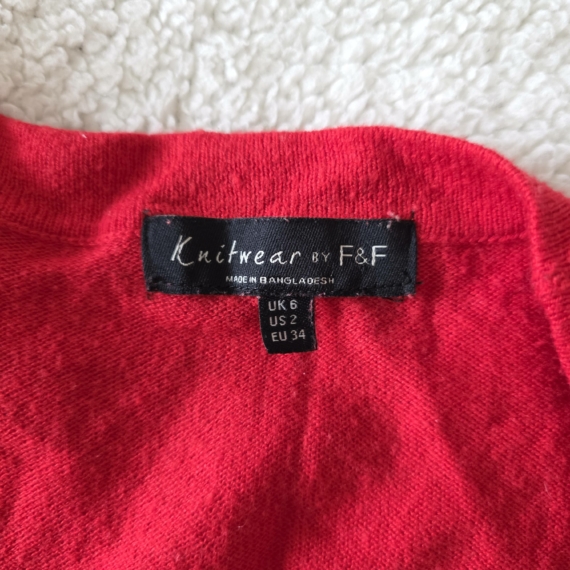 Knitwear BY F&F
MADE IN BANGLADESH
UK 6
US 2
EU 34